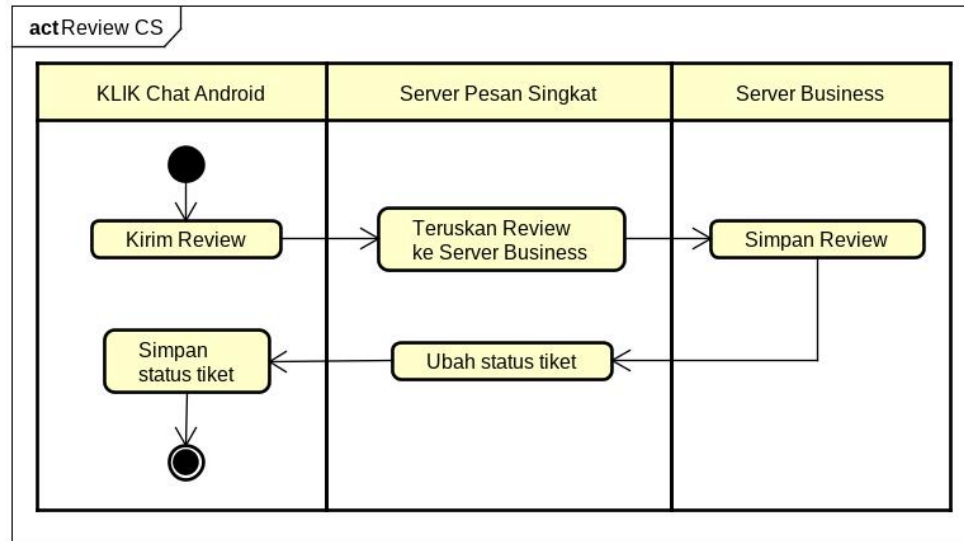 act Review CS
KLIK Chat Android
Server Pesan Singkat
Server Business
Kirim Review
Teruskan Review
ke Server Business
Simpan Review
Simpan
status tiket
Ubah status tiket